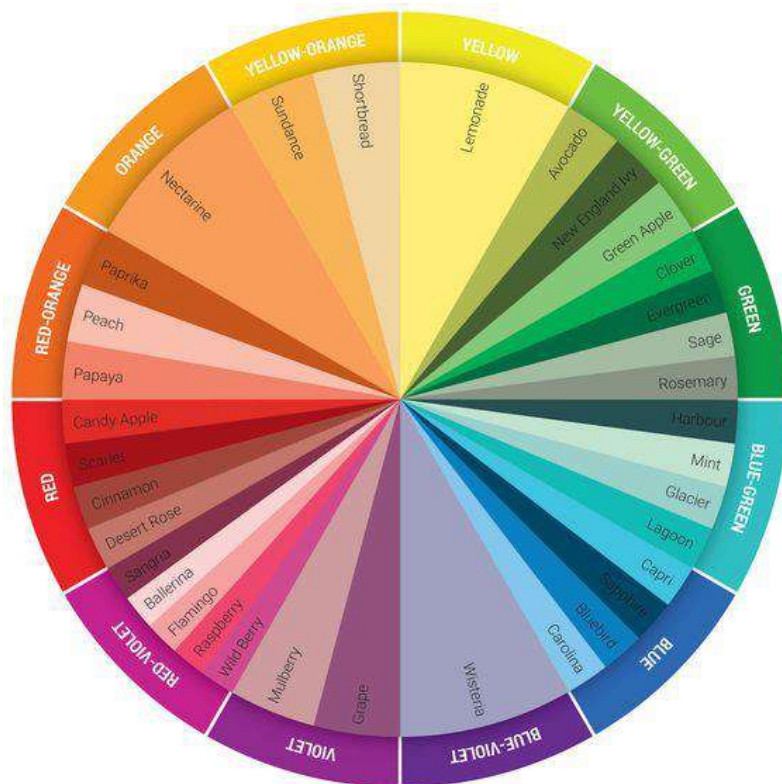 YELLOW
YELLOW-GREEN
GREEN
BLUE-GREEN
BLUE
BLUE-VIOLET
VIOLET
RED-VIOLET
RED
RED-ORANGE
ORANGE
YELLOW-ORANGE
Lemonade
Avocado
New England Ivy
Green Apple
Clover
Evergreen
Sage
Rosemary
Harbour
Mint
Glacier
Lagoon
Capri
Sapphire
Bluebird
Carolina
Wisteria
Grape
Mulberry
Wild Berry
Raspberry
Flamingo
Ballerina
Sangria
Desert Rose
Cinnamon
Scarlet
Candy Apple
Papaya
Peach
Paprika
Nectarine
Sundance
Shortbread